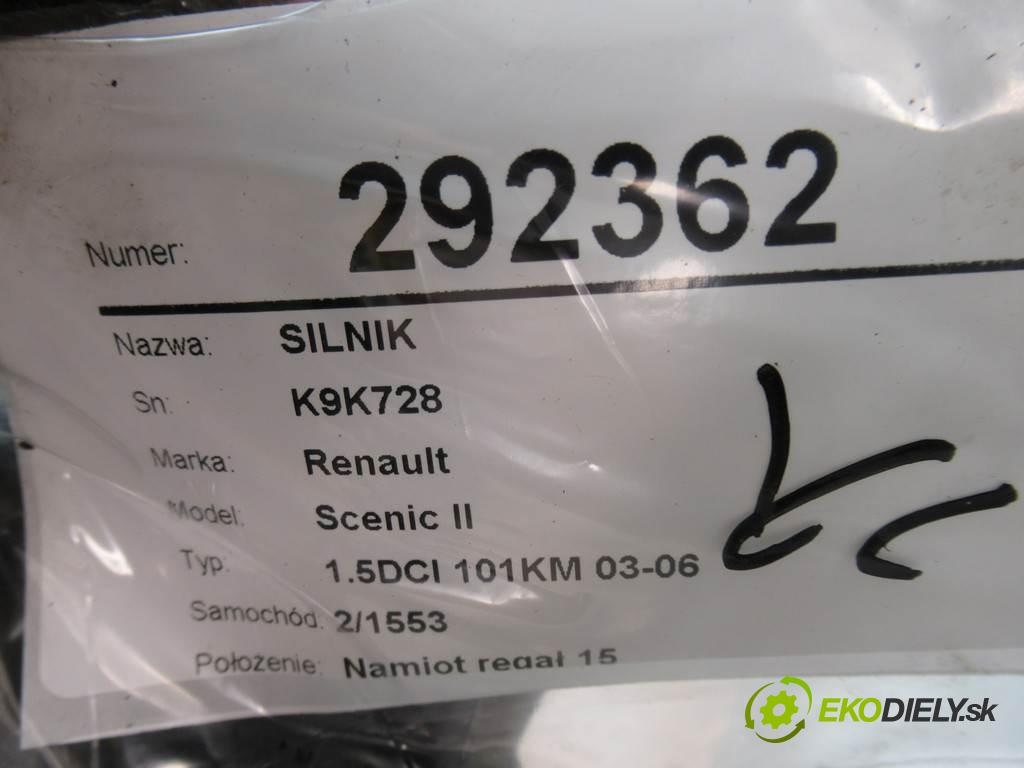 Numer: 292362
Nazwa: SILNIK
Sn: K9K728
Marka: Renault
Model: Scenic II
Typ: 1.5DCI 101KM 03-06
Samochód: 2/1553
Położenie: Namiot regał 15
EKODIELY.sk